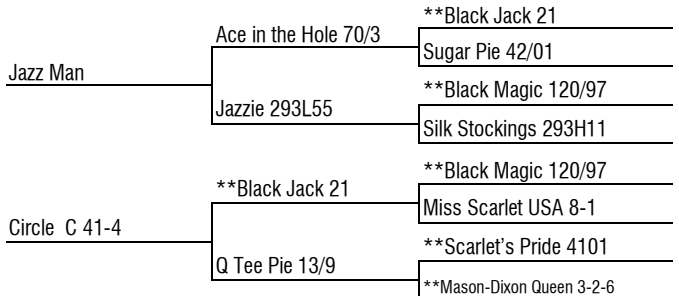 **Black Jack 21
Ace in the Hole 70/3
Sugar Pie 42/01
Jazz Man
**Black Magic 120/97
Jazzie 293L55
Silk Stockings 293H11
**Black Magic 120/97
**Black Jack 21
Miss Scarlet USA 8-1
Circle C 41-4
**Scarlet's Pride 4101
Q Tee Pie 13/9
**Mason-Dixon Queen 3-2-6